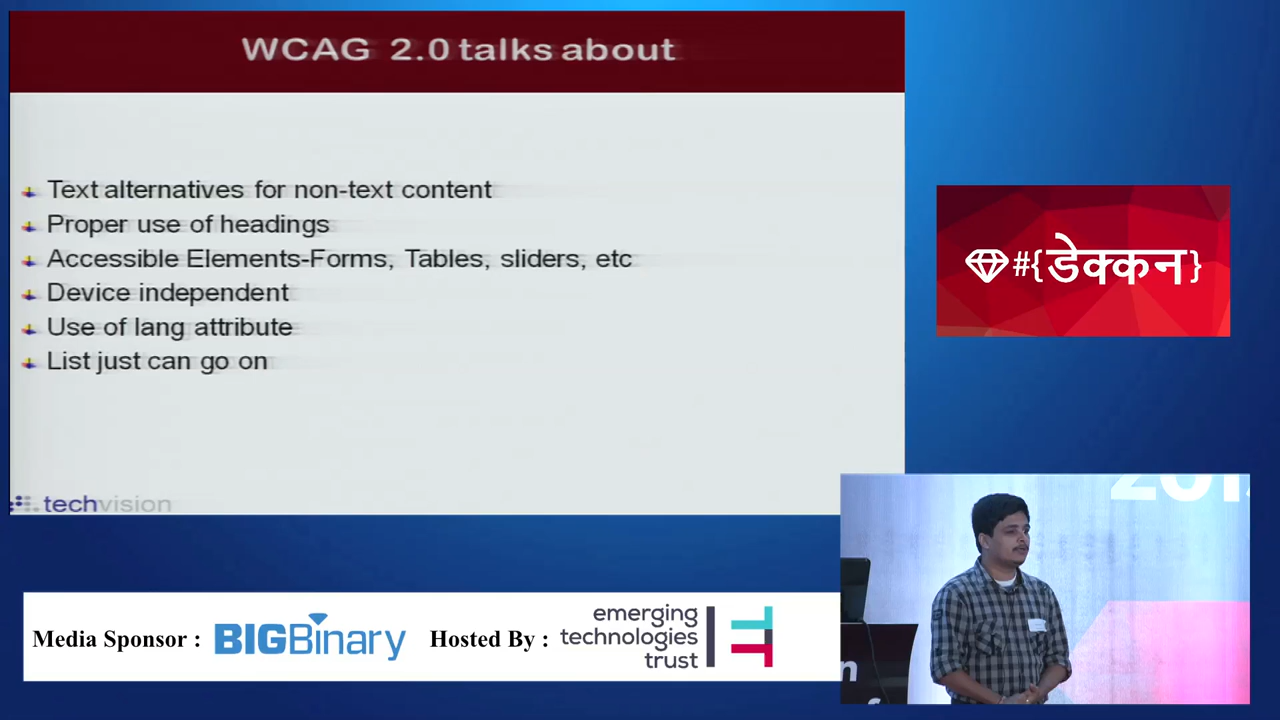 WCAG 2.0 talks about
Text alternatives for non-text content
Proper use of headings
Accessible Elements-Forms, Tables, sliders, etc
Device independent
Use of lang attribute
List just can go on
techvision
#{डेक्कन}
Media Sponsor :
BIGBinary
Hosted By :
emerging
technologies
trust